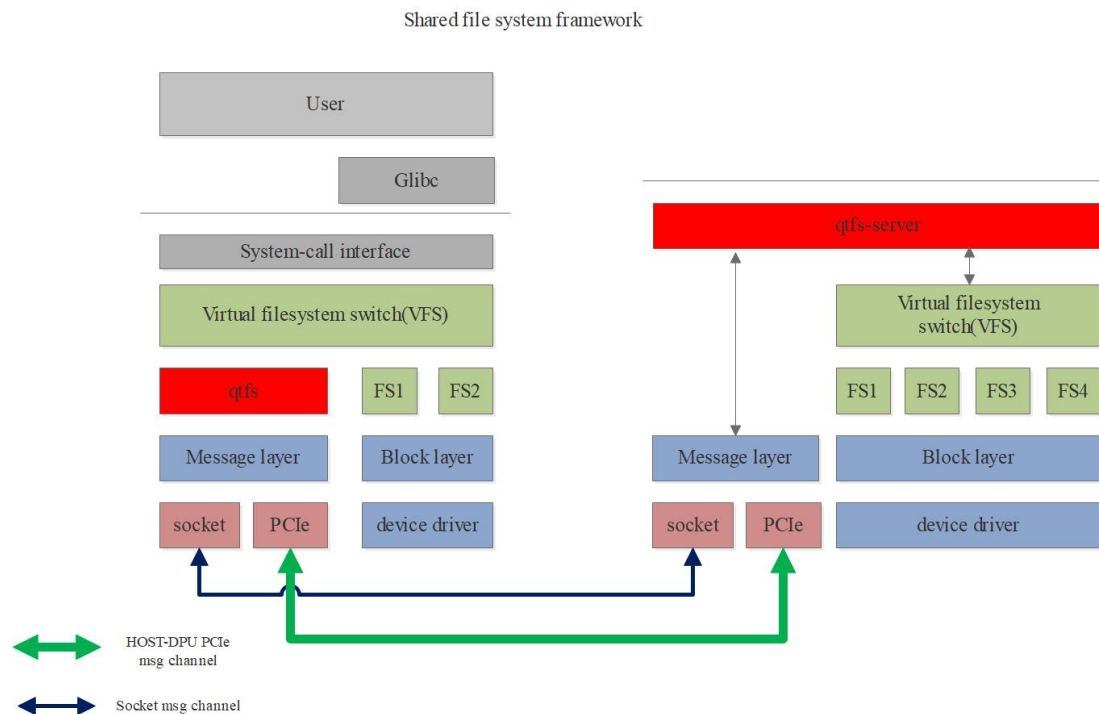 Shared file system framework
User
Glibc
System-call interface
Virtual filesystem switch(VFS)
qtfs
FS1
FS2
Message layer
Block layer
socket
PCIe
device driver
qtfs-server
Virtual filesystem
switch(VFS)
FS1
FS2
FS3
FS4
Message layer
Block layer
socket
PCIe
device driver
HOST-DPU PCIe
msg channel
Socket msg channel